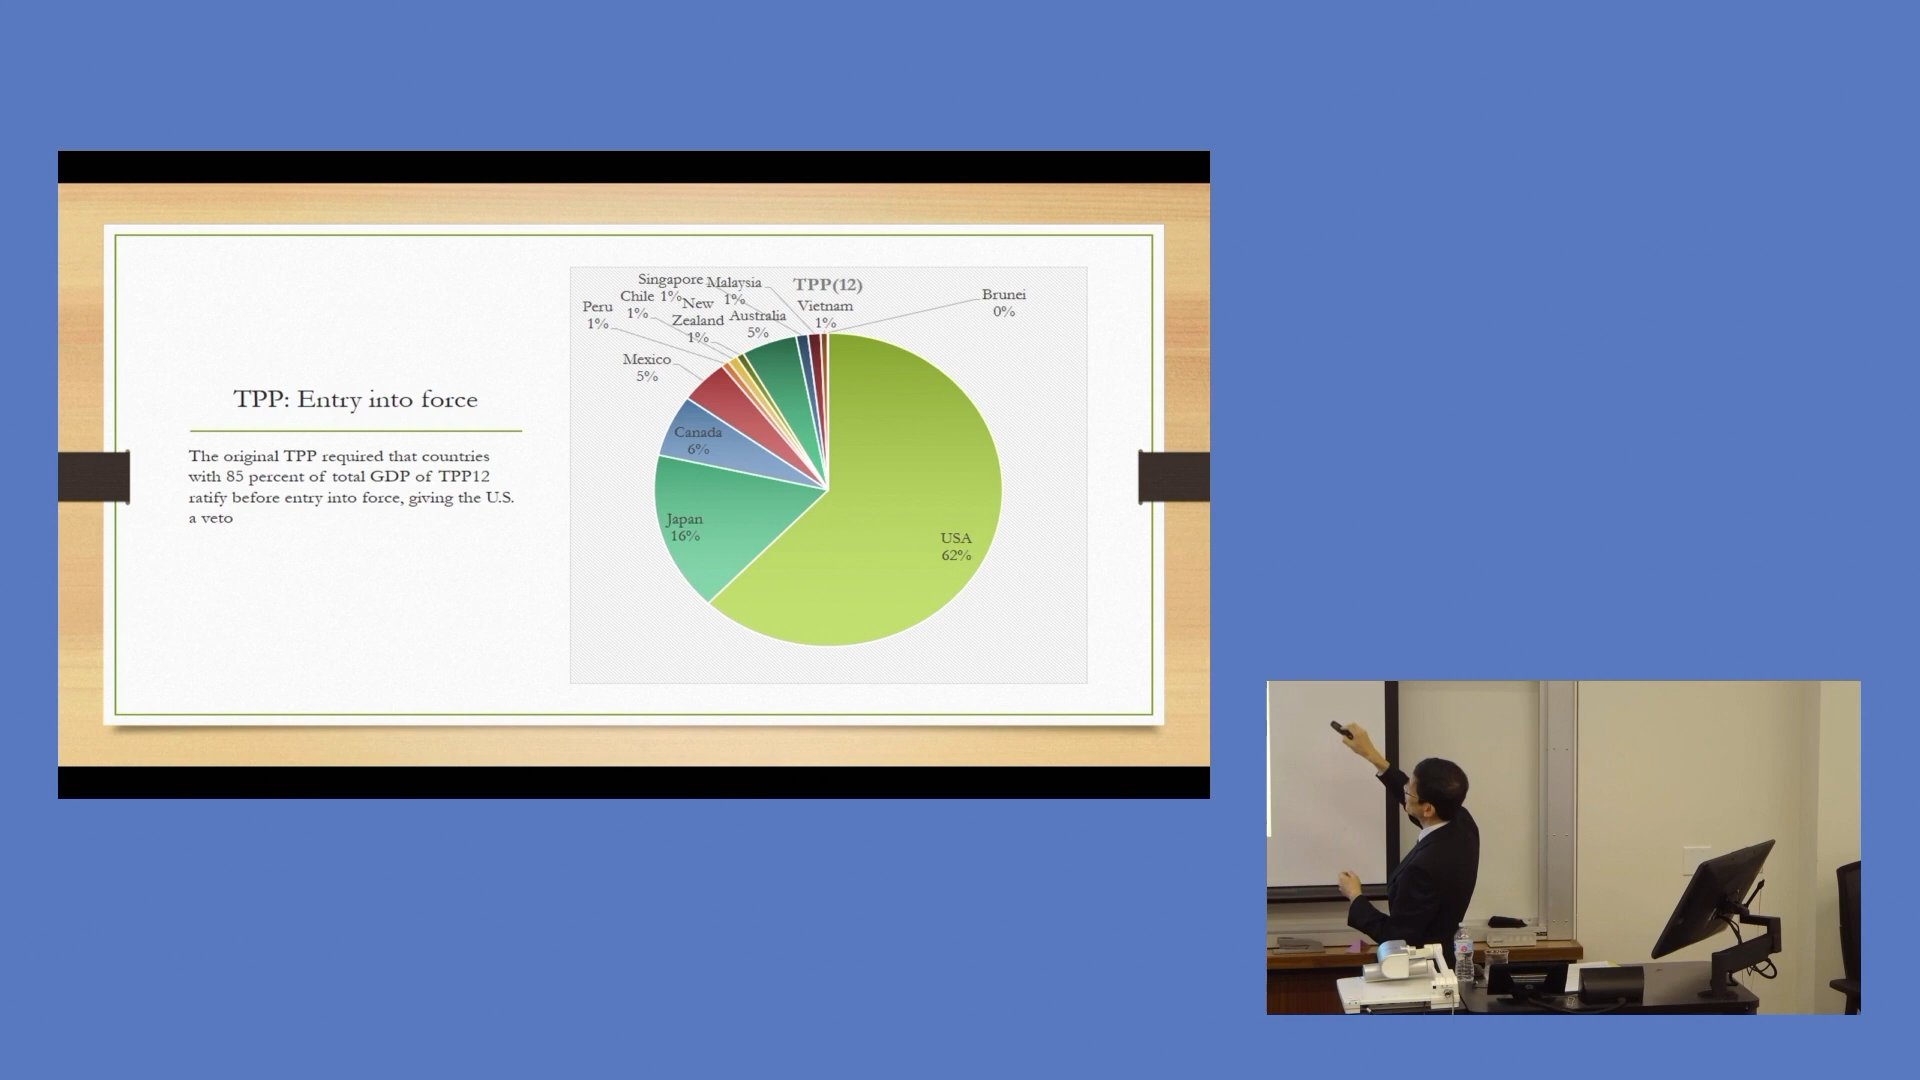 TPP: Entry into force
The original TPP required that countries
with 85 percent of total GDP of TPP12
ratify before entry into force, giving the U.S.
a veto
TPP(12)
Singapore
1%
Malaysia
1%
Chile
1%
New
Zealand
1%
Peru
1%
Australia
5%
Vietnam
1%
Brunei
0%
Mexico
5%
Canada
6%
Japan
16%
USA
62%